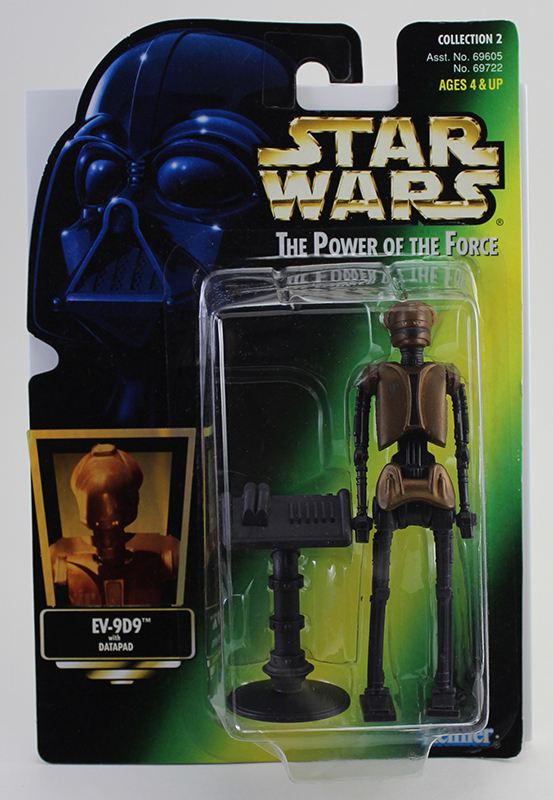 COLLECTION 2
Asst. No. 69605
No. 69722
AGES 4 & UP
STAR
WARS®
THE POWER OF THE FORCE
EV-9D9™
with
DATAPAD
Kenner®